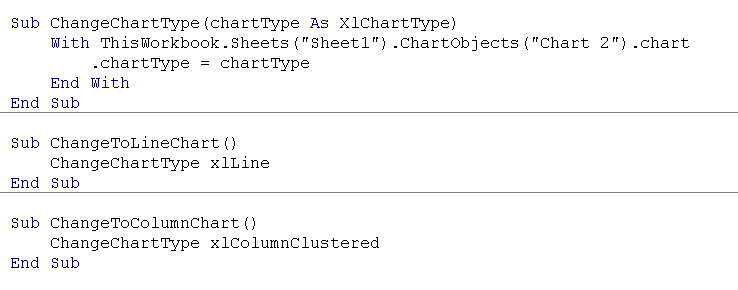 Sub ChangeChartType(chartType As XlChartType)
    With ThisWorkbook.Sheets("Sheet1").ChartObjects("Chart 2").chart
        .chartType = chartType
    End With
End Sub
Sub ChangeToLineChart()
    ChangeChartType xlLine
End Sub
Sub ChangeToColumnChart()
    ChangeChartType xlColumnClustered
End Sub